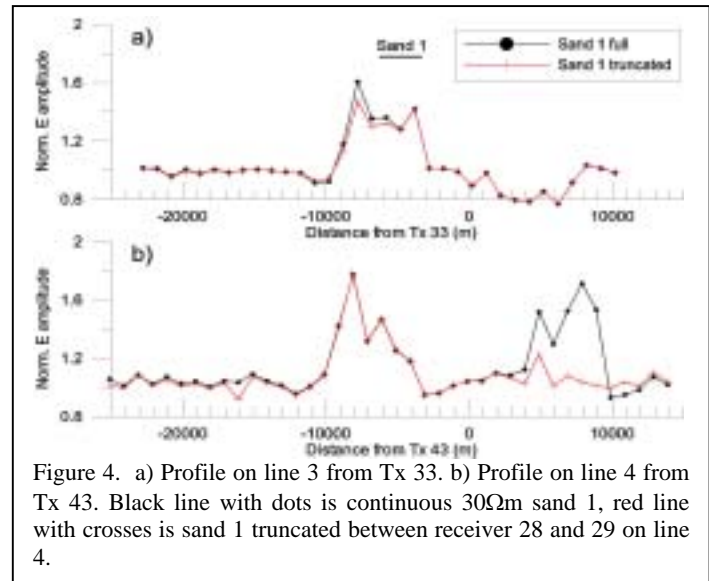 2
a)
Sand 1
Sand 1 full
Sand 1 truncated
Norm. E amplitude
1.6
1.2
0.8
-20000 -10000 0 10000
Distance from Tx 33 (m)
2
b)
Norm. E amplitude
1.6
1.2
0.8
-20000 -10000 0 10000
Distance from Tx 43 (m)
Figure 4. a) Profile on line 3 from Tx 33. b) Profile on line 4 from
Tx 43. Black line with dots is continuous 30Ωm sand 1, red line
with crosses is sand 1 truncated between receiver 28 and 29 on line
4.